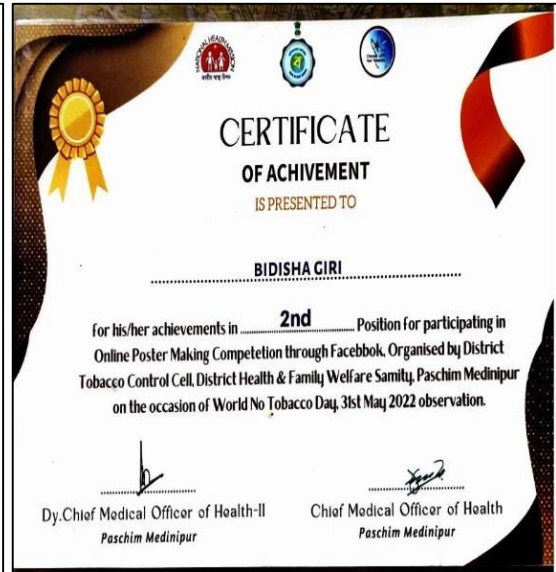 NATIONAL HEALTH MISSION
CERTIFICATE
OF ACHIVEMENT
IS PRESENTED TO
BIDISHA GIRI
for his/her achievements in 2nd Position for participating in
Online Poster Making Competetion through Facebbok, Organised by District
Tobacco Control Cell, District Health & Family Welfare Samity, Paschim Medinipur
on the occasion of World No Tobacco Day, 31st May 2022 observation.
Dy.Chief Medical Officer of Health-II
Chief Medical Officer of Health
Paschim Medinipur
Paschim Medinipur